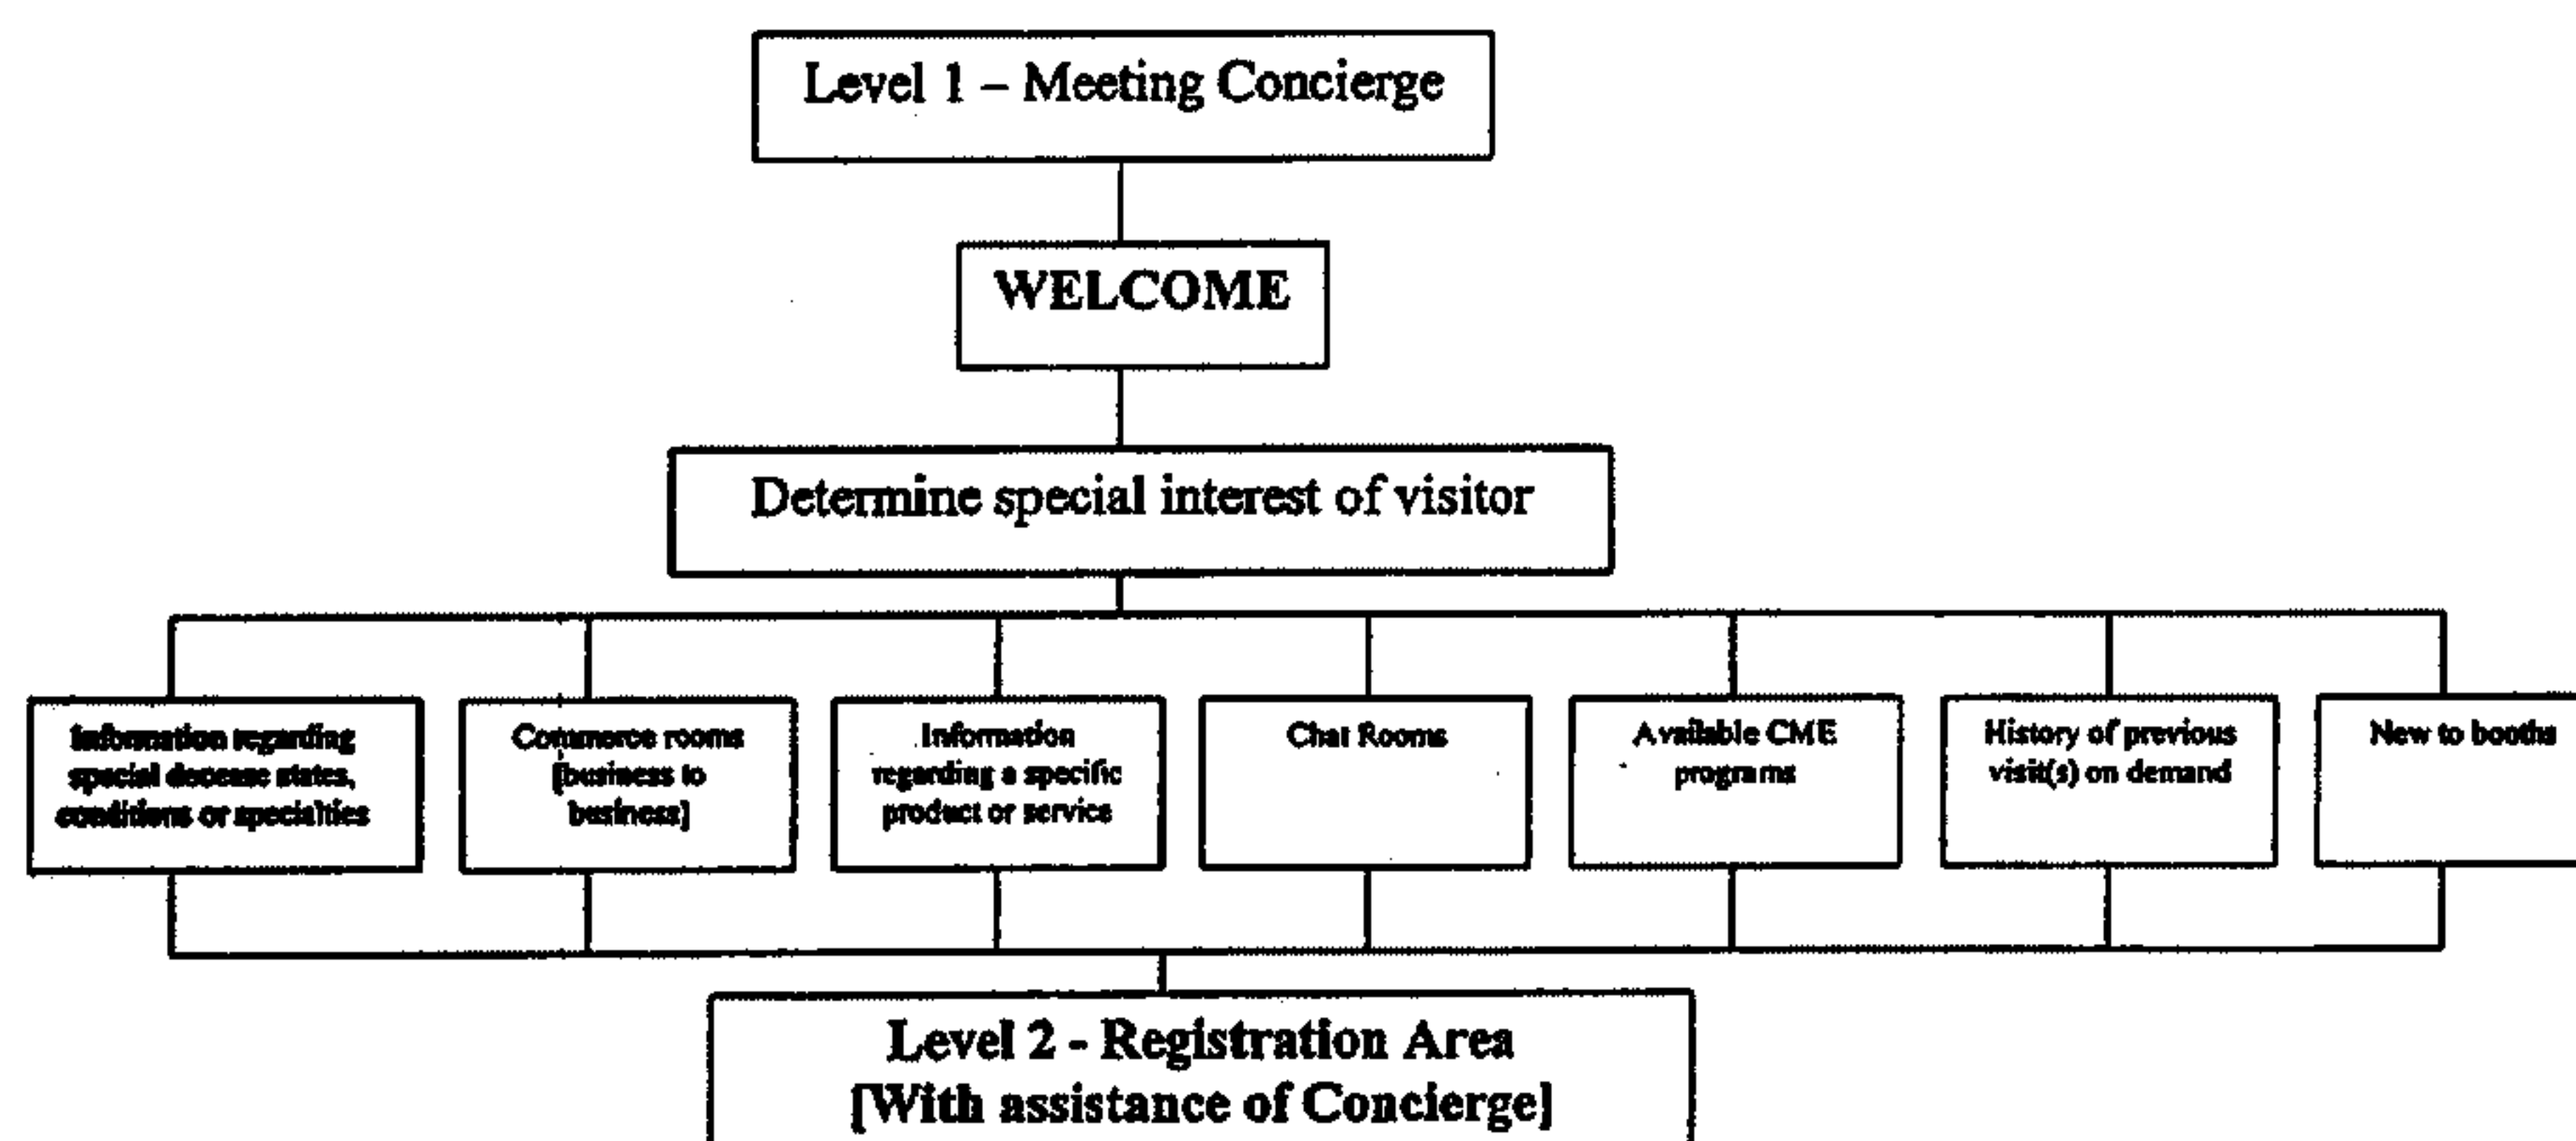 Level 1 – Meeting Concierge
WELCOME
Determine special interest of visitor
Information regarding
special decease states,
conditions or specialties
Commerce rooms
[business to
business]
Information
regarding a specific
product or service
Chat Rooms
Available CME
programs
History of previous
visit(s) on demand
New to booths
Level 2 - Registration Area
[With assistance of Concierge]